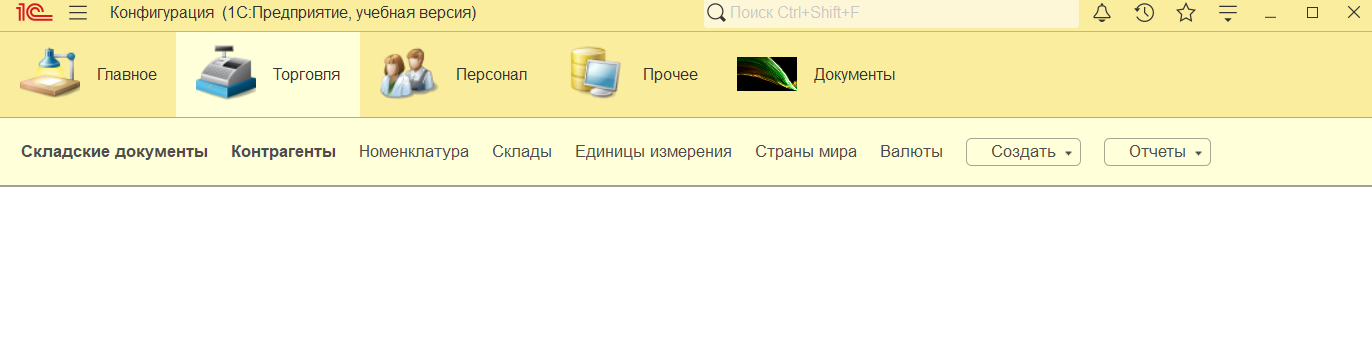 1С Конфигурация (1С:Предприятие, учебная версия) Поиск Ctrl+Shift+F
Главное Торговля Персонал Прочее Документы
Складские документы Контрагенты Номенклатура Склады Единицы измерения Страны мира Валюты Создать Отчеты